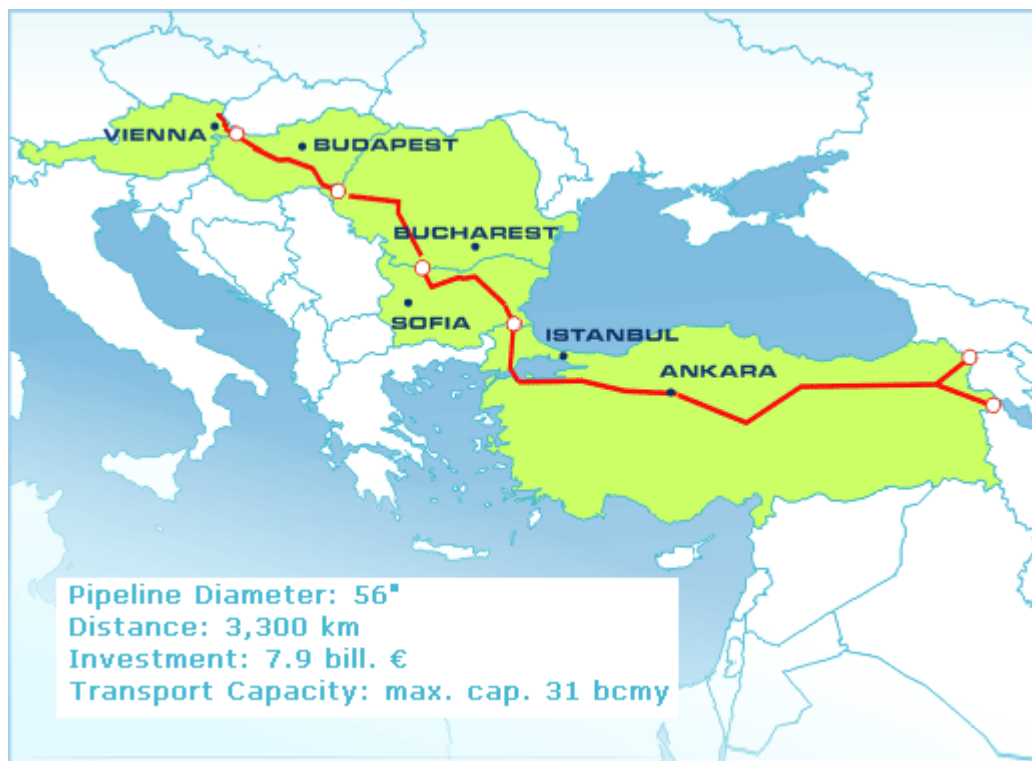 VIENNA
BUDAPEST
BUCHAREST
SOFIA
ISTANBUL
ANKARA
Pipeline Diameter: 56"
Distance: 3,300 km
Investment: 7.9 bill. €
Transport Capacity: max. cap. 31 bcmy